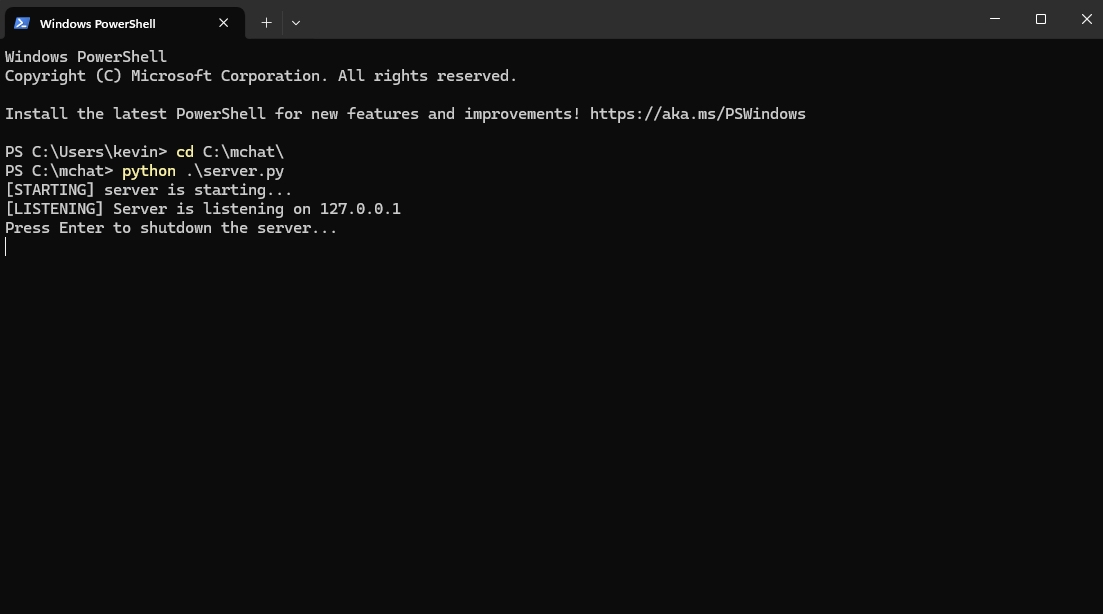 Windows PowerShell
Windows PowerShell
Copyright (C) Microsoft Corporation. All rights reserved.
Install the latest PowerShell for new features and improvements! https://aka.ms/PSWindows
PS C:\Users\kevin> cd C:\mchat\
PS C:\mchat> python .\server.py
[STARTING] server is starting...
[LISTENING] Server is listening on 127.0.0.1
Press Enter to shutdown the server...